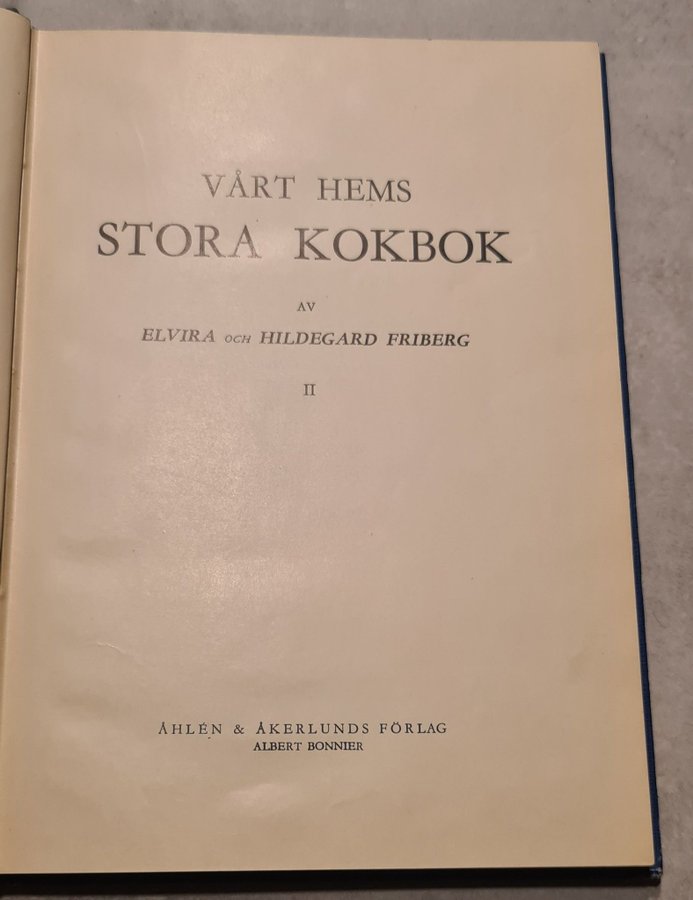 VÅRT HEMS
STORA KOKBOK
AV
ELVIRA OCH HILDEGARD FRIBERG
II
ÅHLÉN & ÅKERLUNDS FÖRLAG
ALBERT BONNIER